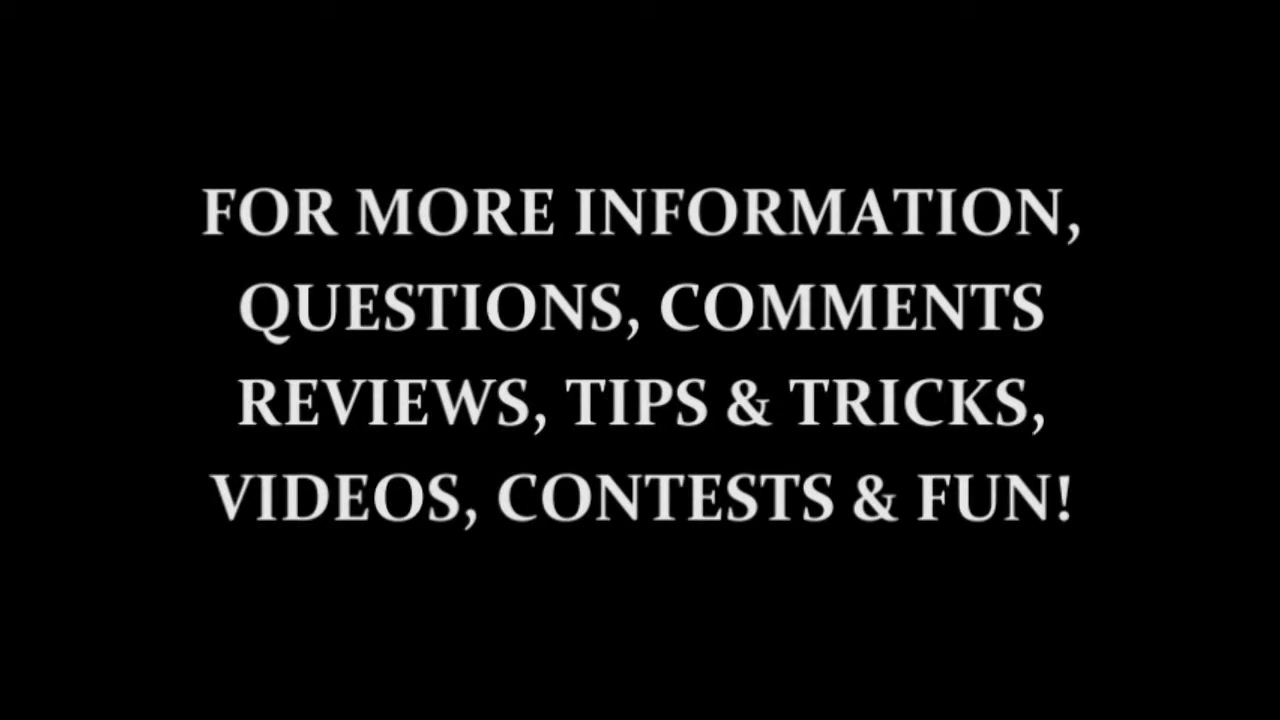 FOR MORE INFORMATION,
QUESTIONS, COMMENTS
REVIEWS, TIPS & TRICKS,
VIDEOS, CONTESTS & FUN!